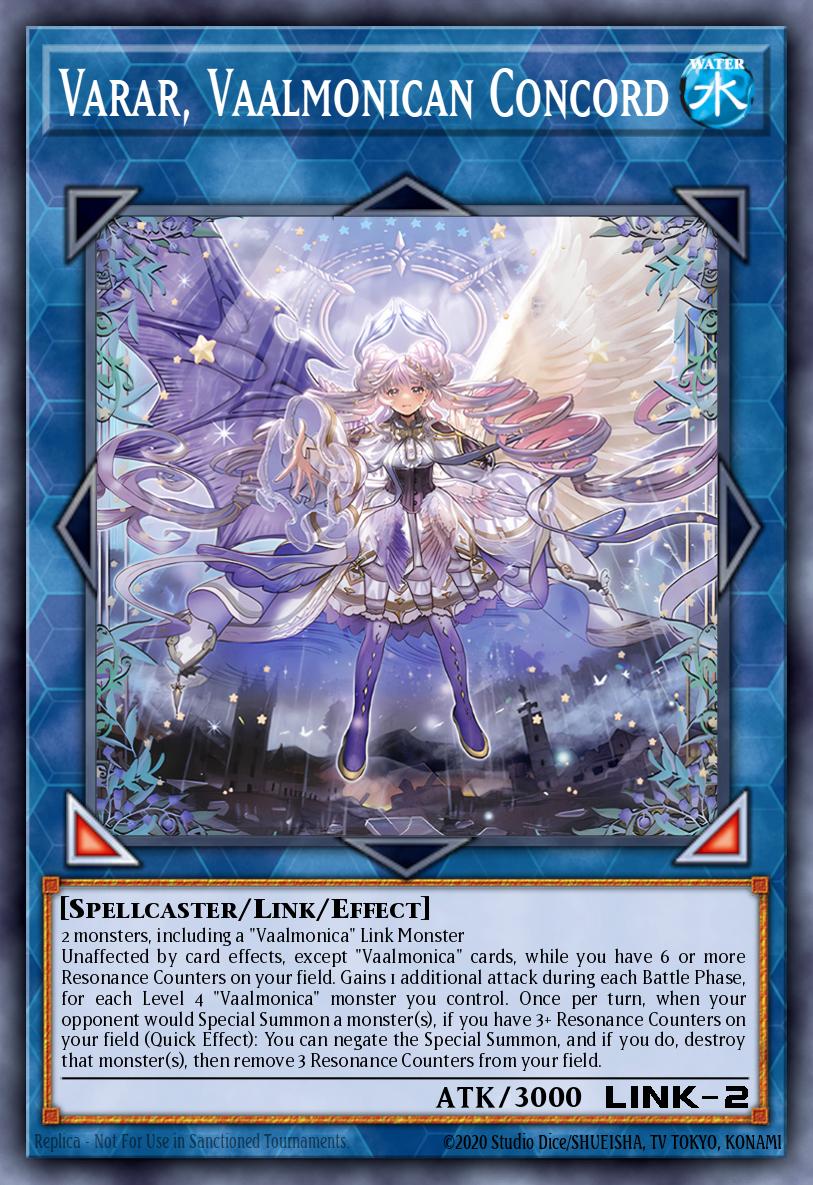 VARAR, VAALMONICAN CONCORD
WATER
水
[SPELLCASTER/LINK/EFFECT]
2 monsters, including a "Vaalmonica" Link Monster
Unaffected by card effects, except "Vaalmonica" cards, while you have 6 or more
Resonance Counters on your field. Gains 1 additional attack during each Battle Phase,
for each Level 4 "Vaalmonica" monster you control. Once per turn, when your
opponent would Special Summon a monster(s), if you have 3+ Resonance Counters on
your field (Quick Effect): You can negate the Special Summon, and if you do, destroy
that monster(s), then remove 3 Resonance Counters from your field.
ATK/3000 LINK-2
Replica - Not For Use in Sanctioned Tournaments.
©2020 Studio Dice/SHUEISHA, TV TOKYO, KONAMI